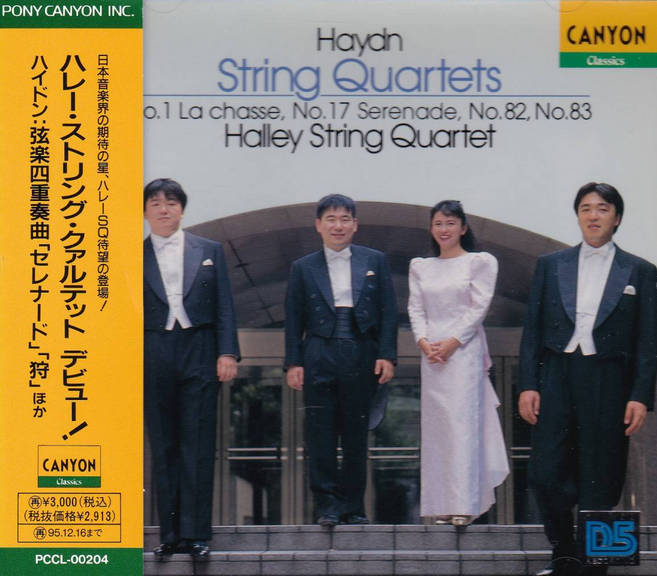 PONY CANYON INC.
日本音楽界の期待の星、ハレーSQ待望の登場!
ハレー・ストリング・クァルテット デビュー!
ハイドン:弦楽四重奏曲「セレナード」「狩」ほか
CANYON
Classics
再¥3,000(税込)
(税抜価格¥2,913)
再95.12.16まで
PCCL-00204
Haydn
String Quartets
o.1 La chasse, No.17 Serenade, No.82, No.83
Halley String Quartet
CANYON
Classics